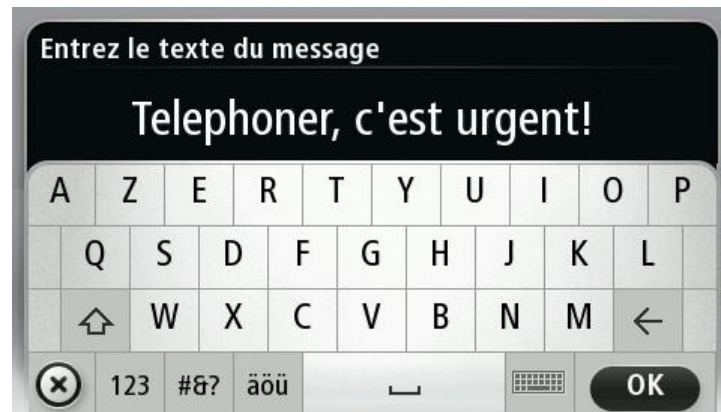 Entrez le texte du message
Telephoner, c'est urgent!
A Z E R T Y U I O P
Q S D F G H J K L
W X C V B N M
123 #&? äöü OK